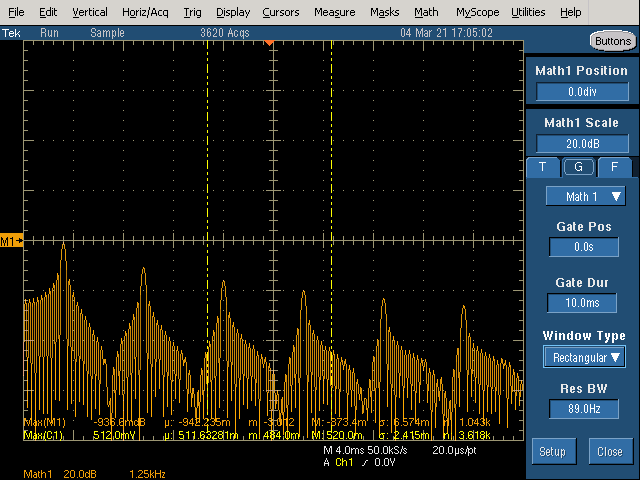 File Edit Vertical Horiz/Acq Trig Display Cursors Measure Masks Math MyScope Utilities Help
Tek Run Sample 3620 Acqs 04 Mar 21 17:05:02 Buttons
Math1 Position
0.0div
Math1 Scale
20.0dB
T G F
Math 1
M1
Gate Pos
0.0s
Gate Dur
10.0ms
Window Type
Rectangular
Res BW
89.0Hz
Max(M1) -936.6mdB µ: -942.235m m -3.012 M: -373.4m σ: 6.574m n: 1.043k
Max(C1) 512.0mV µ: 511.63281m m 484.0m M: 520.0m σ: 2.415m n: 3.613k
M 4.0ms 50.0kS/s 20.0µs/pt
A Ch1 0.0V
Setup Close
Math1 20.0dB 1.25kHz